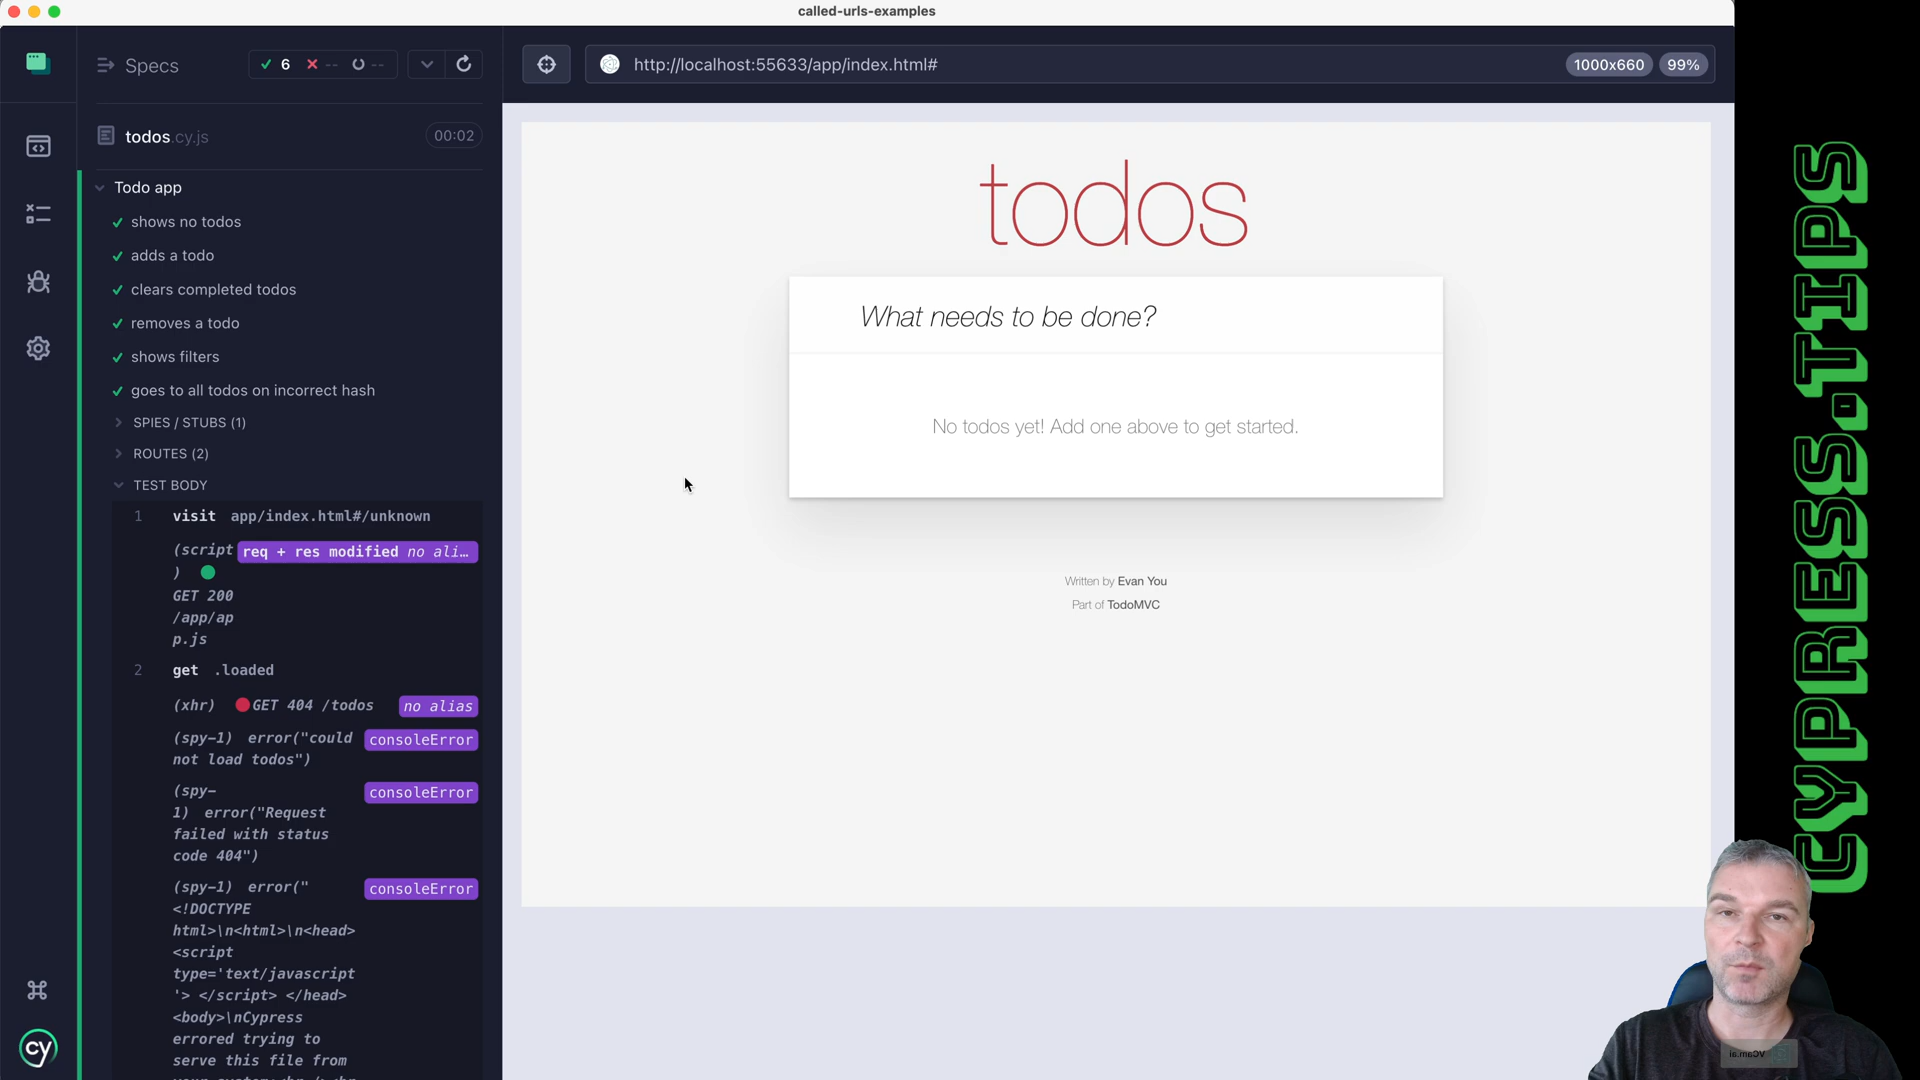 called-urls-examples
Specs
6
--
--
http://localhost:55633/app/index.html#
1000x660
99%
todos.cy.js
00:02
Todo app
shows no todos
adds a todo
clears completed todos
removes a todo
shows filters
goes to all todos on incorrect hash
SPIES / STUBS (1)
ROUTES (2)
TEST BODY
1 visit app/index.html#/unknown
(script req + res modified no ali…
)
GET 200
/app/ap
p.js
2 get .loaded
(xhr) GET 404 /todos no alias
(spy-1) error("could consoleError
not load todos")
(spy- consoleError
1) error("Request
failed with status
code 404")
(spy-1) error(" consoleError
<!DOCTYPE
html>\n<html>\n<head>
<script
type='text/javascript
'> </script> </head>
<body>\nCypress
errored trying to
serve this file from
cy
todos
What needs to be done?
No todos yet! Add one above to get started.
Written by Evan You
Part of TodoMVC
CYPRESS.TIPS
VCam.ai